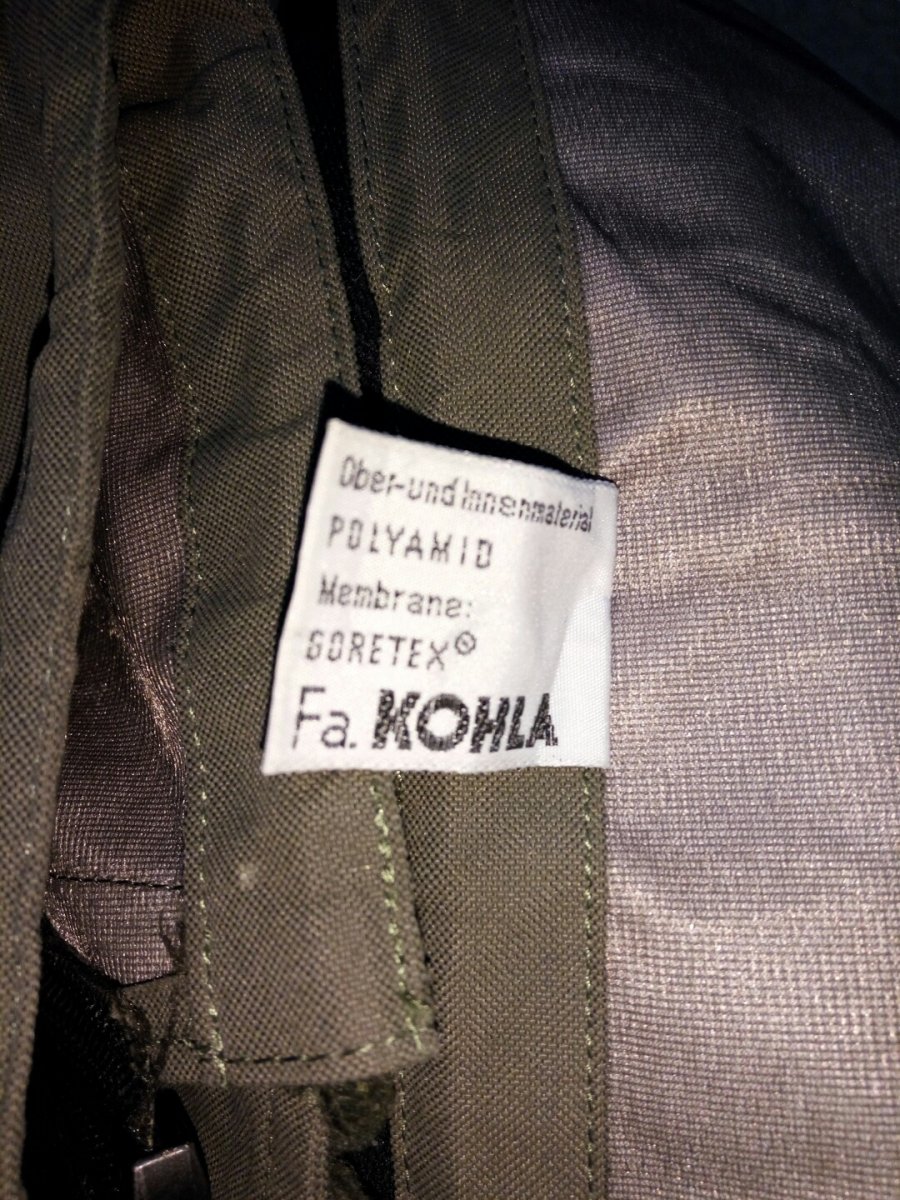 Ober-und Innenmaterial
POLYAMID
Membrane:
GORETEX®
Fa. KOHLA